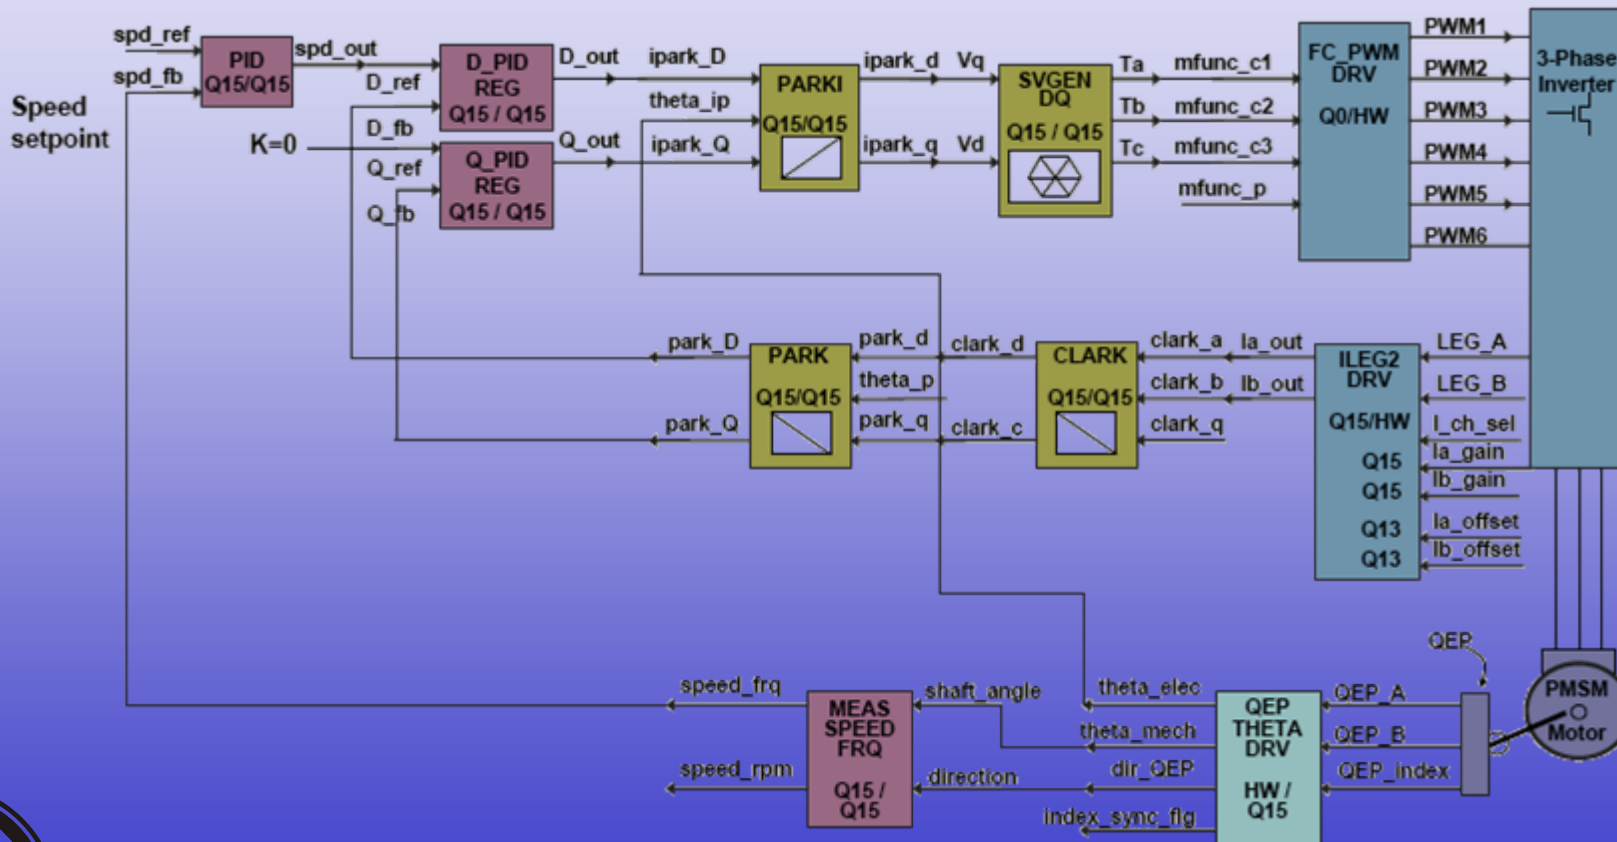 Speed
setpoint
spd_ref
spd_fb
PID
Q15/Q15
spd_out
D_ref
D_fb
K=0
Q_ref
Q_fb
D_PID
REG
Q15 / Q15
Q_PID
REG
Q15 / Q15
D_out
Q_out
ipark_D
theta_ip
ipark_Q
PARKI
Q15/Q15
ipark_d
ipark_q
Vq
Vd
SVGEN
DQ
Q15 / Q15
Ta
Tb
Tc
mfunc_c1
mfunc_c2
mfunc_c3
mfunc_p
FC_PWM
DRV
Q0/HW
PWM1
PWM2
PWM3
PWM4
PWM5
PWM6
3-Phase
Inverter
park_D
park_Q
PARK
Q15/Q15
park_d
theta_p
park_q
clark_d
clark_c
CLARK
Q15/Q15
clark_a
clark_b
clark_q
Ia_out
Ib_out
ILEG2
DRV
Q15/HW
Q15
Q15
Q13
Q13
LEG_A
LEG_B
I_ch_sel
Ia_gain
Ib_gain
Ia_offset
Ib_offset
QEP
PMSM
Motor
speed_frq
speed_rpm
MEAS
SPEED
FRQ
Q15 /
Q15
shaft_angle
direction
theta_elec
theta_mech
dir_QEP
index_sync_flg
QEP
THETA
DRV
HW /
Q15
QEP_A
QEP_B
QEP_index